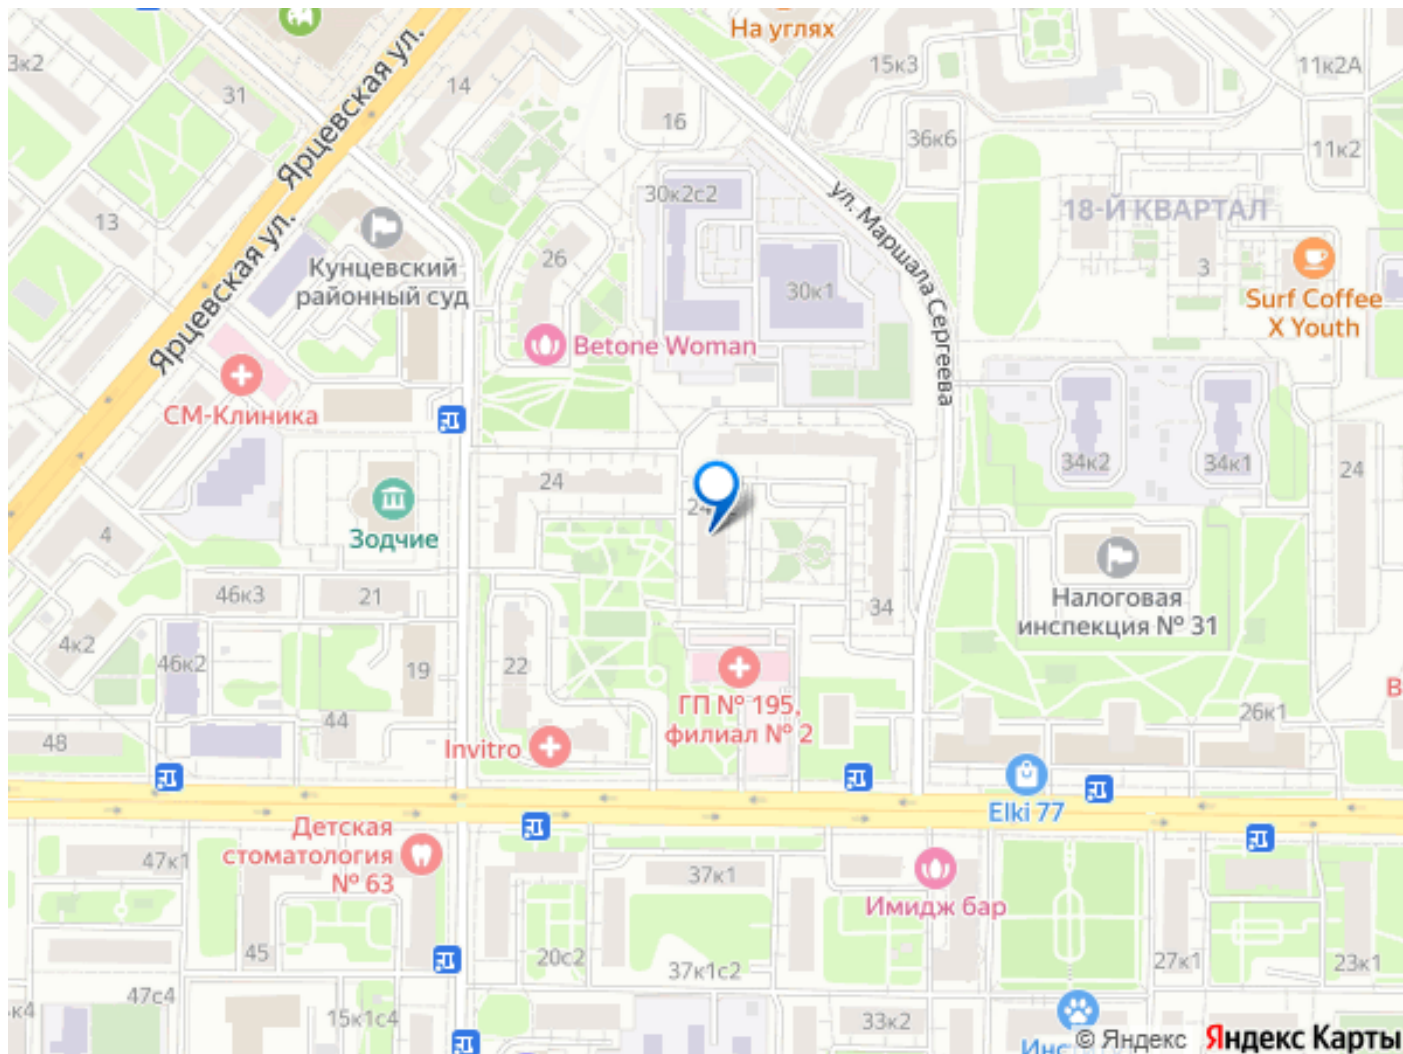 На углях
3к2
31
14
15к3
11к2А
Ярцевская ул.
16
36к6
11к2
30к2с2
ул. Маршала Сергеева
18-Й КВАРТАЛ
13
Ярцевская ул.
Кунцевский
районный суд
26
30к1
3
Surf Coffee
X Youth
Betone Woman
СМ-Клиника
34к2
34к1
24
24
Зодчие
4
Налоговая
инспекция № 31
46к3
21
34
4к2
46к2
19
22
ГП № 195,
филиал № 2
26к1
44
48
Invitro
Elki 77
Детская
стоматология
№ 63
47к1
37к1
Имидж бар
45
20с2
37к1с2
27к1
23к1
47с4
15к1с4
33к2
© Яндекс
Яндекс Карты